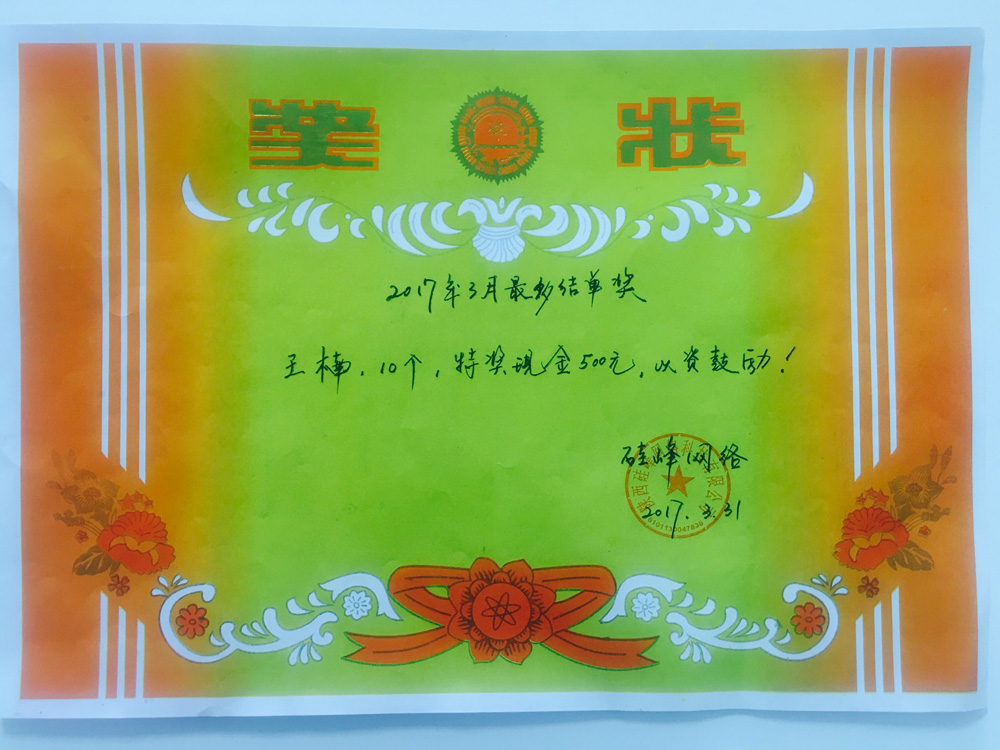 奖 状
2017年3月最多结单奖
王楠，10个，特奖现金500元，以资鼓励！
硅峰网络
2017.3.31